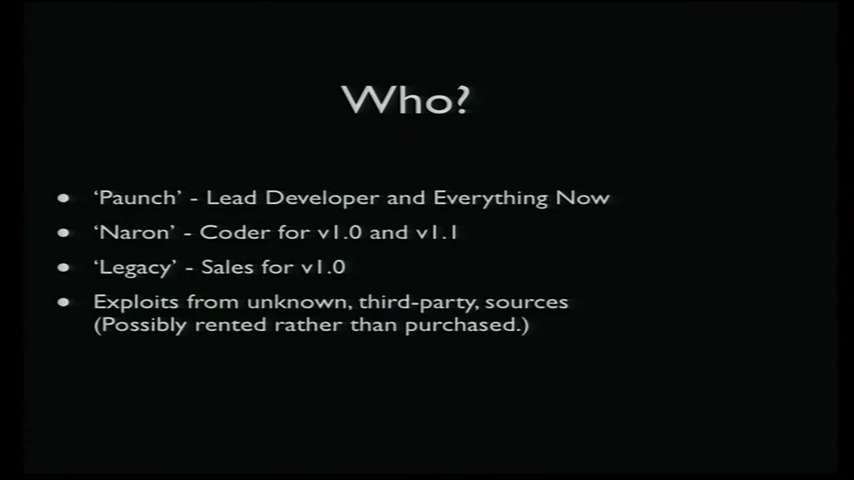 Who?
• ‘Paunch’ - Lead Developer and Everything Now
• ‘Naron’ - Coder for v1.0 and v1.1
• ‘Legacy’ - Sales for v1.0
• Exploits from unknown, third-party, sources
(Possibly rented rather than purchased.)